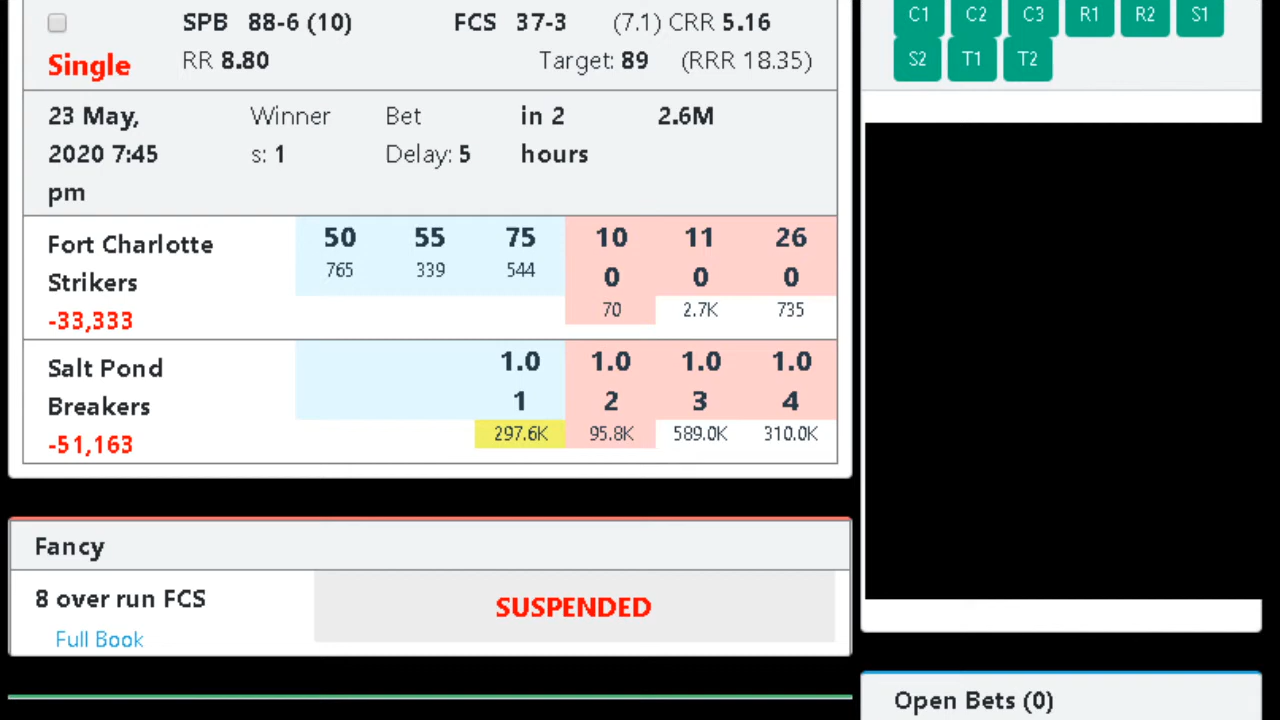 SPB 88-6 (10) FCS 37-3 (7.1) CRR 5.16
Single RR 8.80 Target: 89 (RRR 18.35)
23 May, Winner Bet in 2 2.6M
2020 7:45 s: 1 Delay: 5 hours
pm
Fort Charlotte 50 55 75 10 11 26
Strikers 765 339 544 0 0 0
-33,333 70 2.7K 735
Salt Pond 1.0 1.0 1.0 1.0
Breakers 1 2 3 4
-51,163 297.6K 95.8K 589.0K 310.0K
Fancy
8 over run FCS SUSPENDED
Full Book
C1 C2 C3 R1 R2 S1
S2 T1 T2
Open Bets (0)